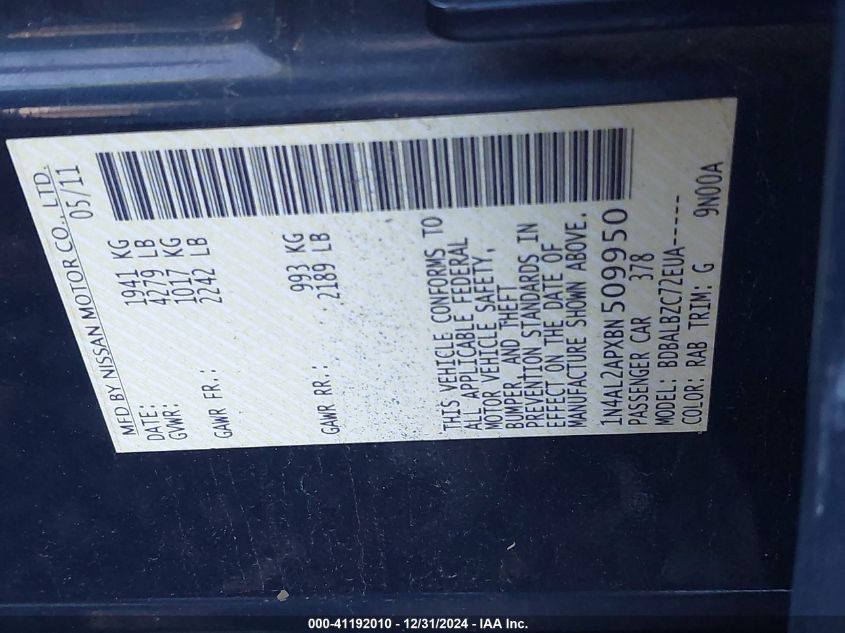 MFD BY NISSAN MOTOR CO., LTD.
DATE: 05/11
GVWR: 1941 KG
4279 LB
GAWR FR.: 1017 KG
2242 LB
GAWR RR.: 993 KG
2189 LB
THIS VEHICLE CONFORMS TO
ALL APPLICABLE FEDERAL
MOTOR VEHICLE SAFETY,
BUMPER, AND THEFT
PREVENTION STANDARDS IN
EFFECT ON THE DATE OF
MANUFACTURE SHOWN ABOVE.
1N4AL2APXBN509950
PASSENGER CAR 378
MODEL: BDBALBZC72EUA-----
COLOR: RAB TRIM: G 9N00A
000-41192010 - 12/31/2024 - IAA Inc.